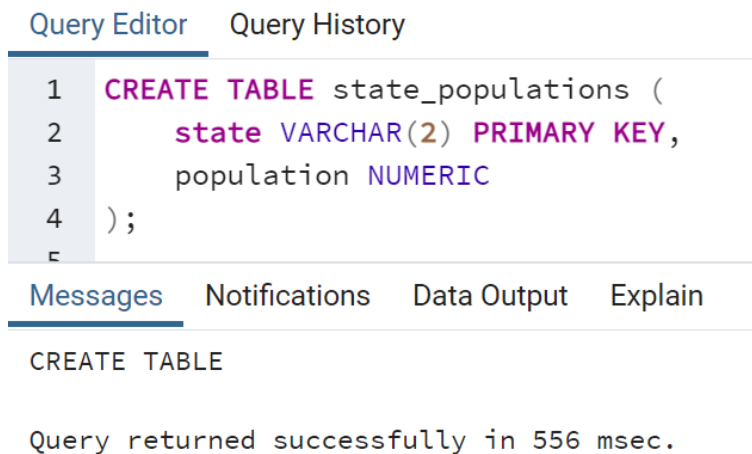 Query Editor Query History
1 CREATE TABLE state_populations (
2 state VARCHAR(2) PRIMARY KEY,
3 population NUMERIC
4 );
5
Messages Notifications Data Output Explain
CREATE TABLE
Query returned successfully in 556 msec.